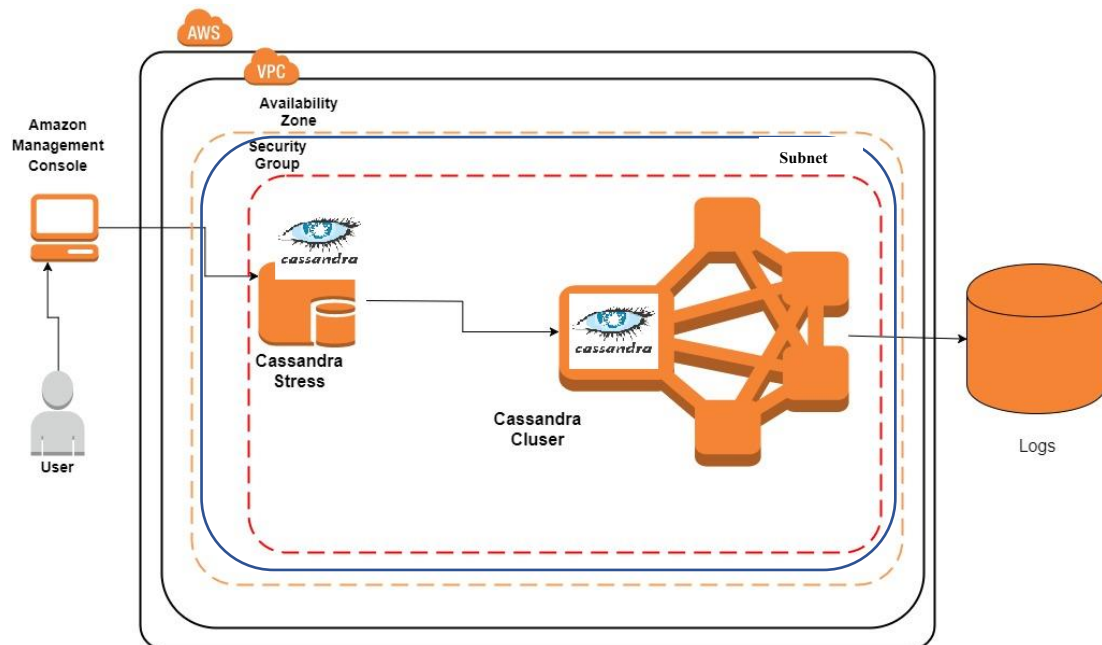 AWS
VPC
Availability
Zone
Security
Group
Subnet
Amazon
Management
Console
cassandra
Cassandra
Stress
cassandra
Cassandra
Cluser
User
Logs